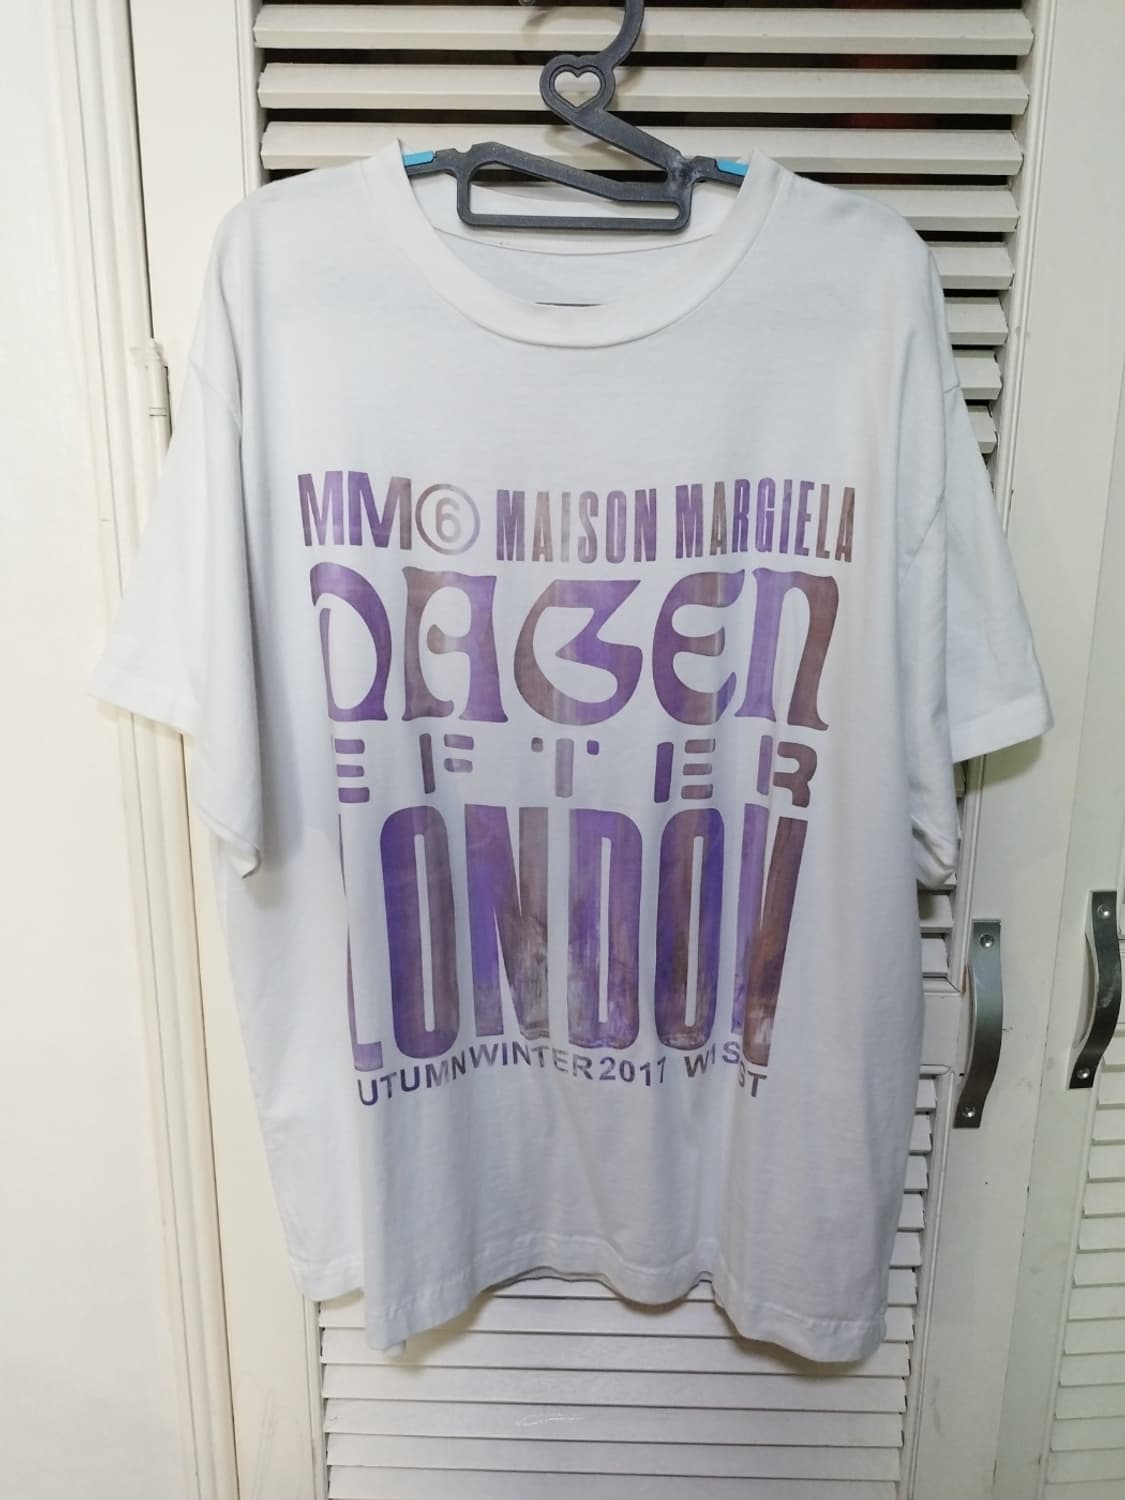 MM⑥ MAISON MARGIELA
DAGEN
EFTER
LONDON
UTUMNWINTER2017